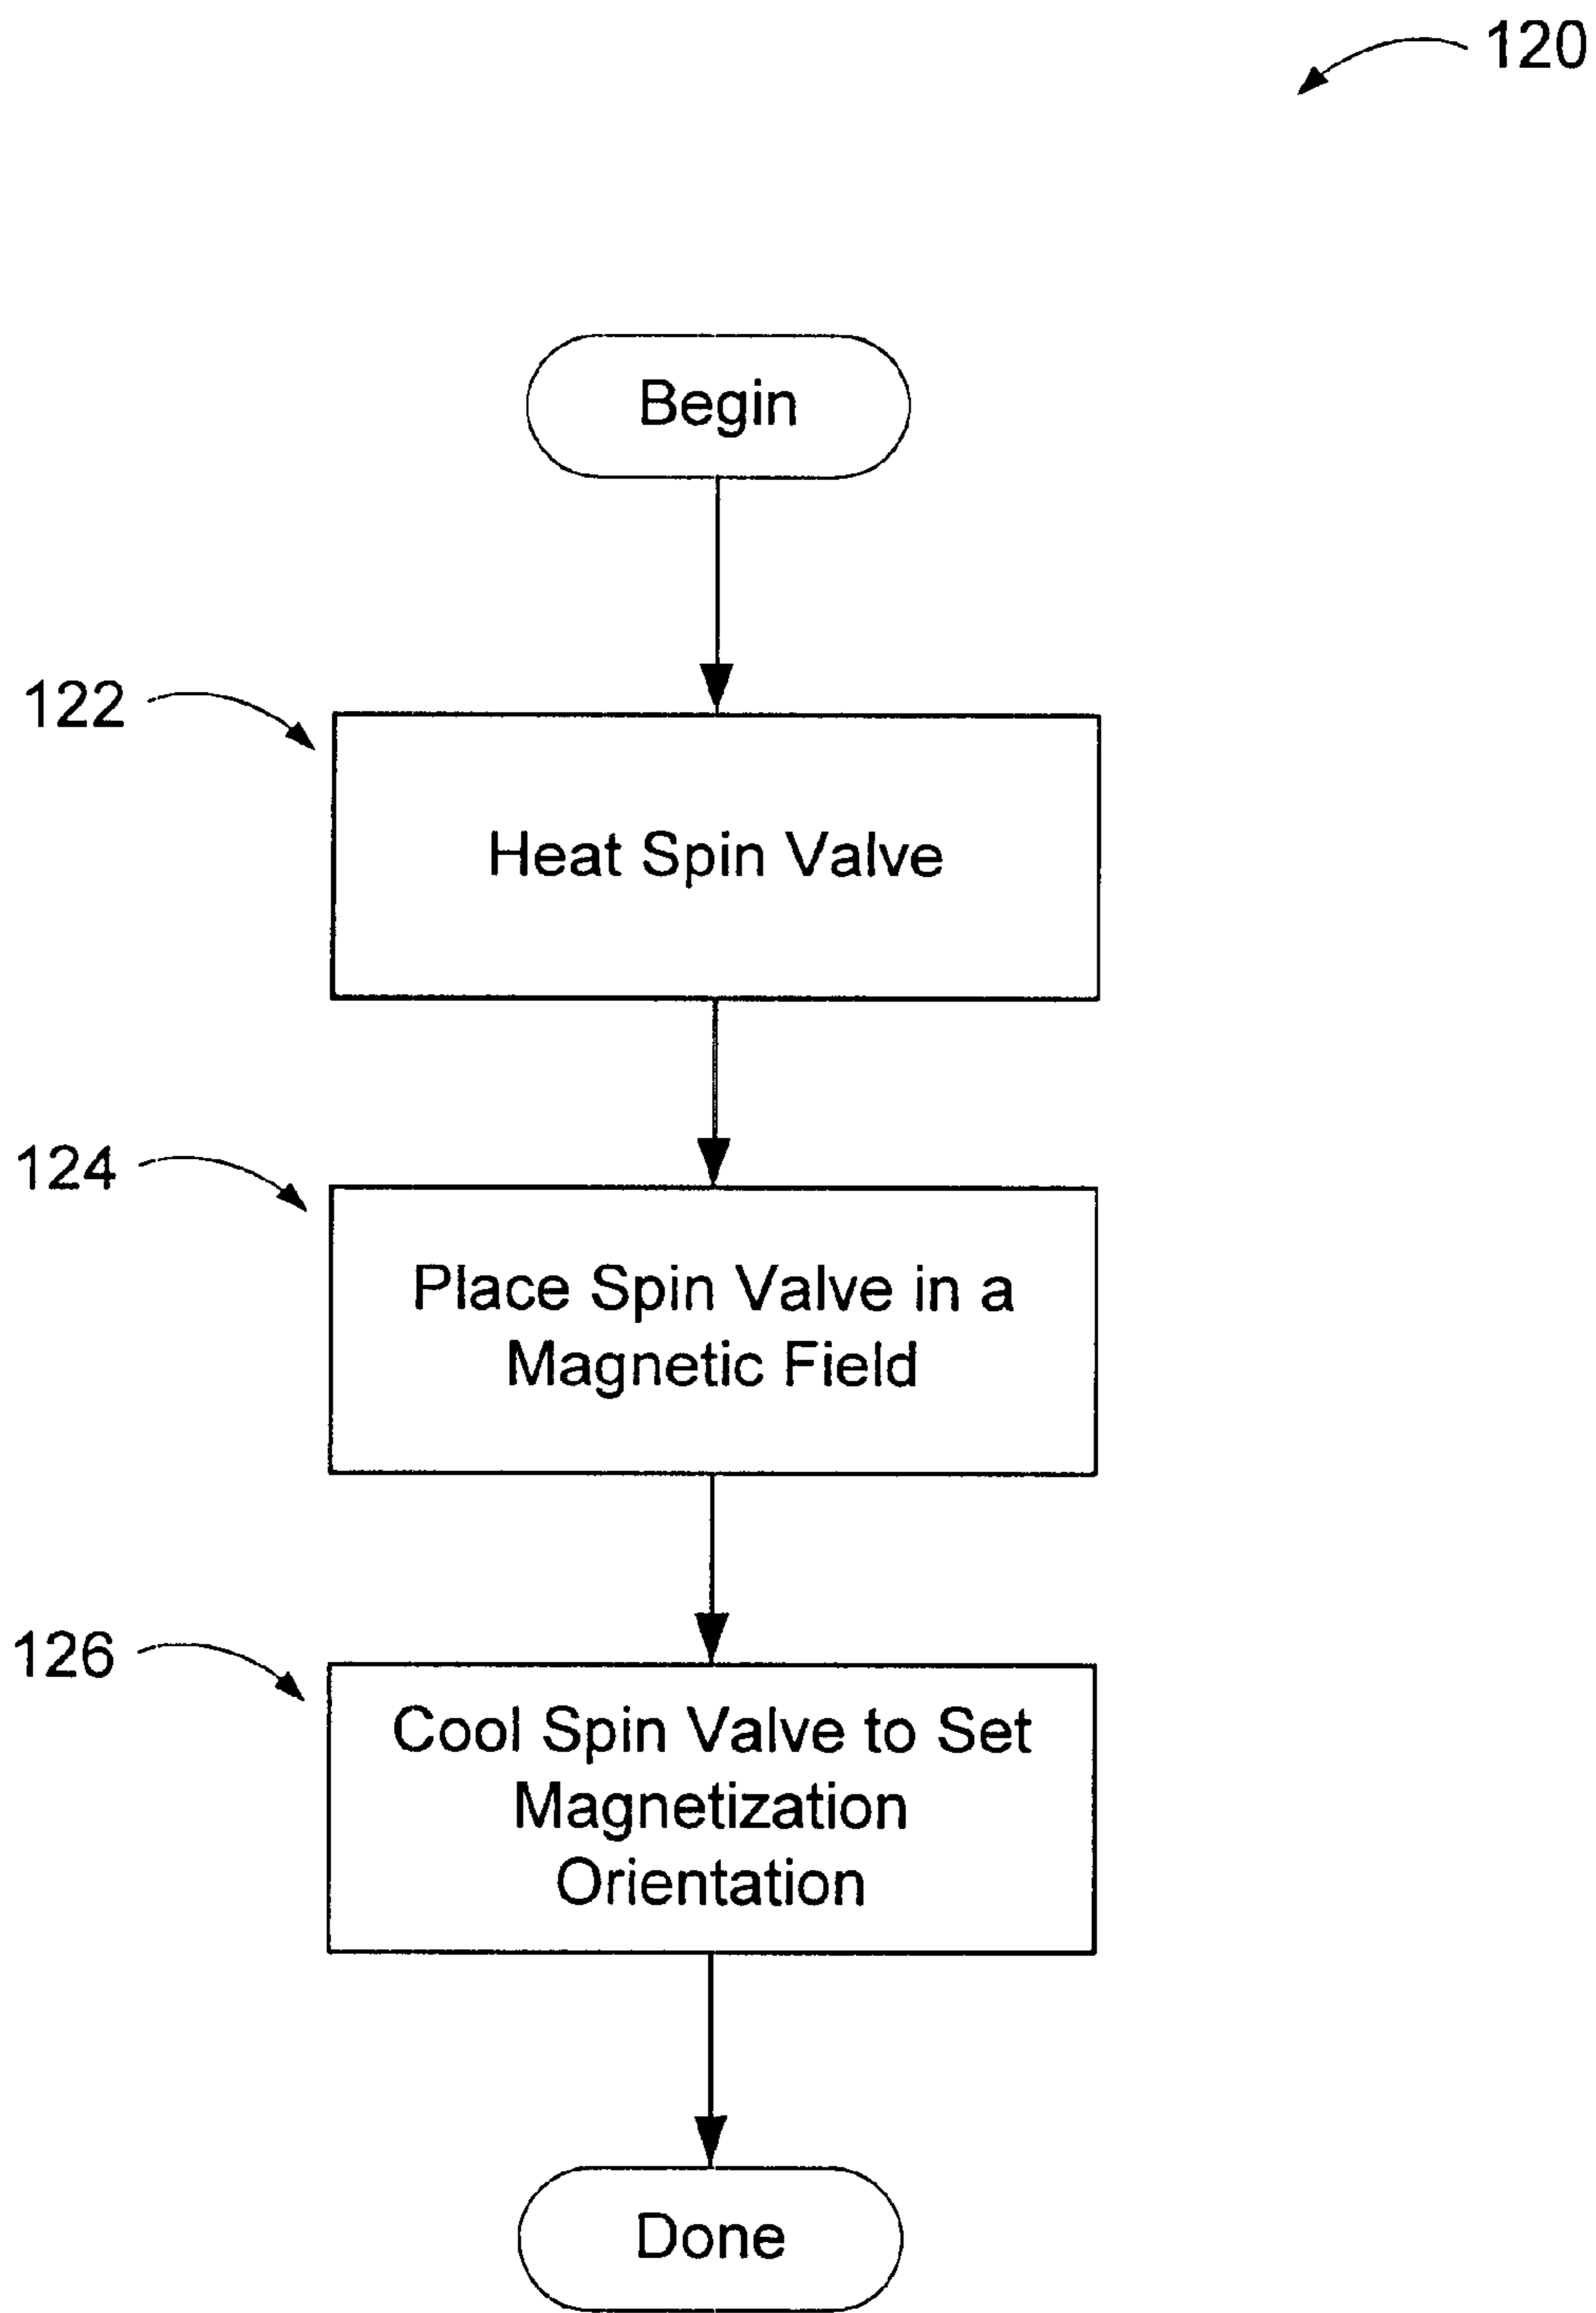 120
Begin
122
Heat Spin Valve
124
Place Spin Valve in a
Magnetic Field
126
Cool Spin Valve to Set
Magnetization
Orientation
Done